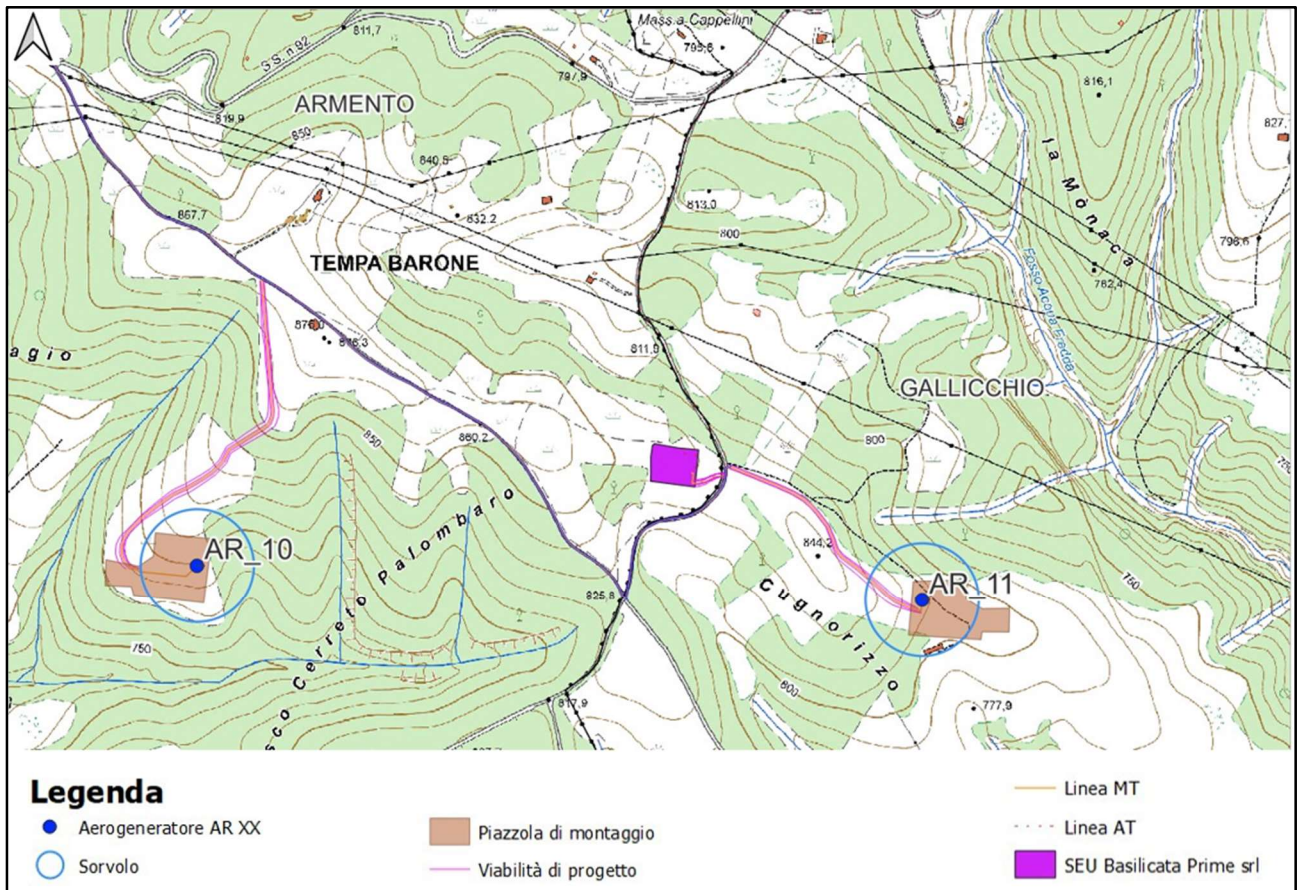 Mass.a Cappellini
S.S. n.92
811,7
795,6
797,9
816,1
ARMENTO
819,9
850
827,
840,5
la Mònaca
832,2
813,0
800
867,7
796,6
TEMPA BARONE
782,4
Fosso Acqua Fredda
876,3
811,9
agio
GALLICCHIO
850
860,2
800
750
AR_10
844,2
AR_11
825,8
Cugnorizzo
750
sco Cerreto Palombaro
800
817,9
777,9
Legenda
Aerogeneratore AR XX
Sorvolo
Piazzola di montaggio
Viabilità di progetto
Linea MT
Linea AT
SEU Basilicata Prime srl